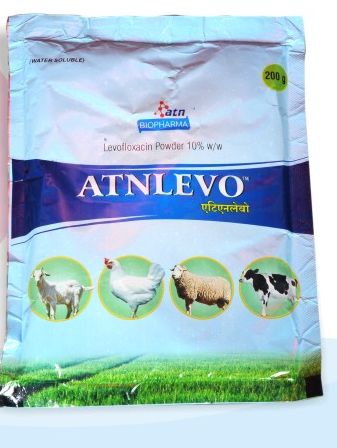 (WATER SOLUBLE)
200 g
atn
BIOPHARMA
Levofloxacin Powder 10% w/w
ATNLEVO™
एटिएनलेवो